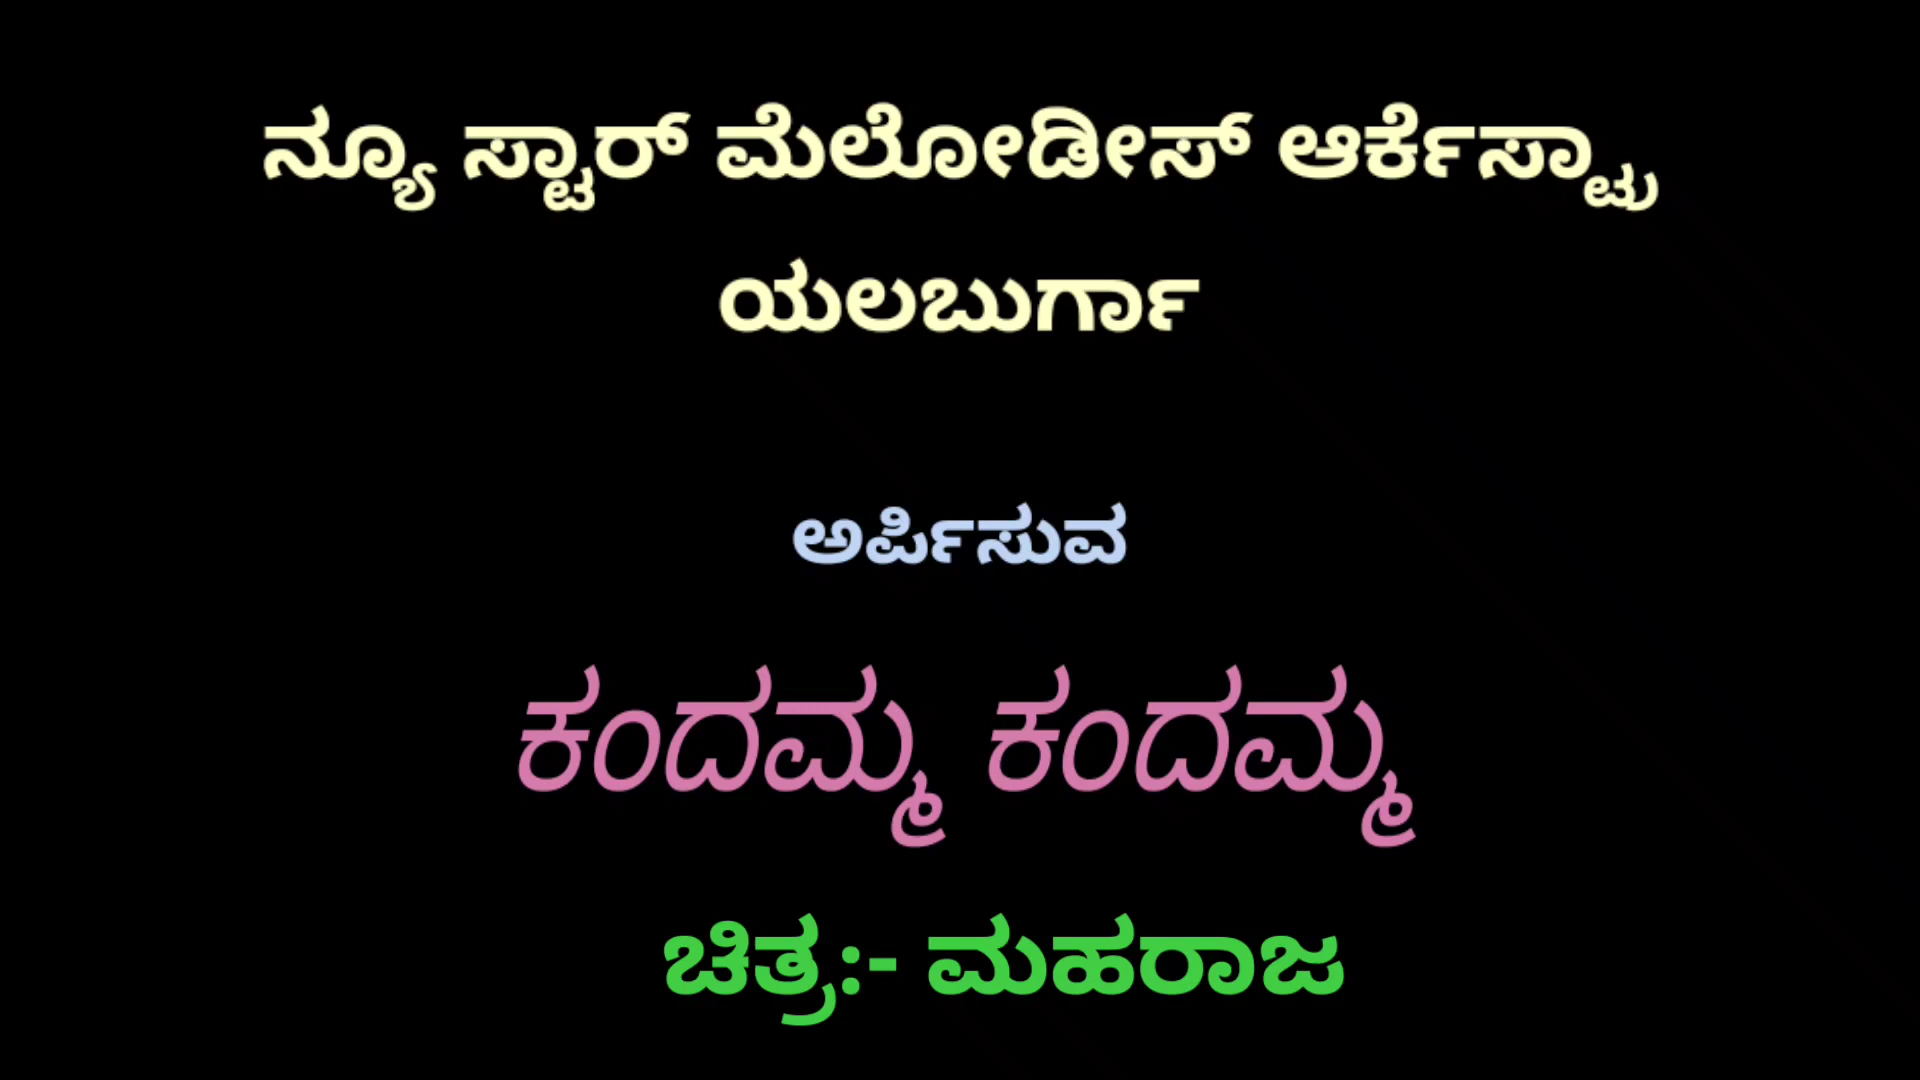 ನ್ಯೂ ಸ್ಟಾರ್ ಮೆಲೋಡೀಸ್ ಆರ್ಕೆಸ್ಟ್ರಾ
ಯಲಬುರ್ಗಾ
ಅರ್ಪಿಸುವ
ಕಂದಮ್ಮ ಕಂದಮ್ಮ
ಚಿತ್ರ:- ಮಹರಾಜ